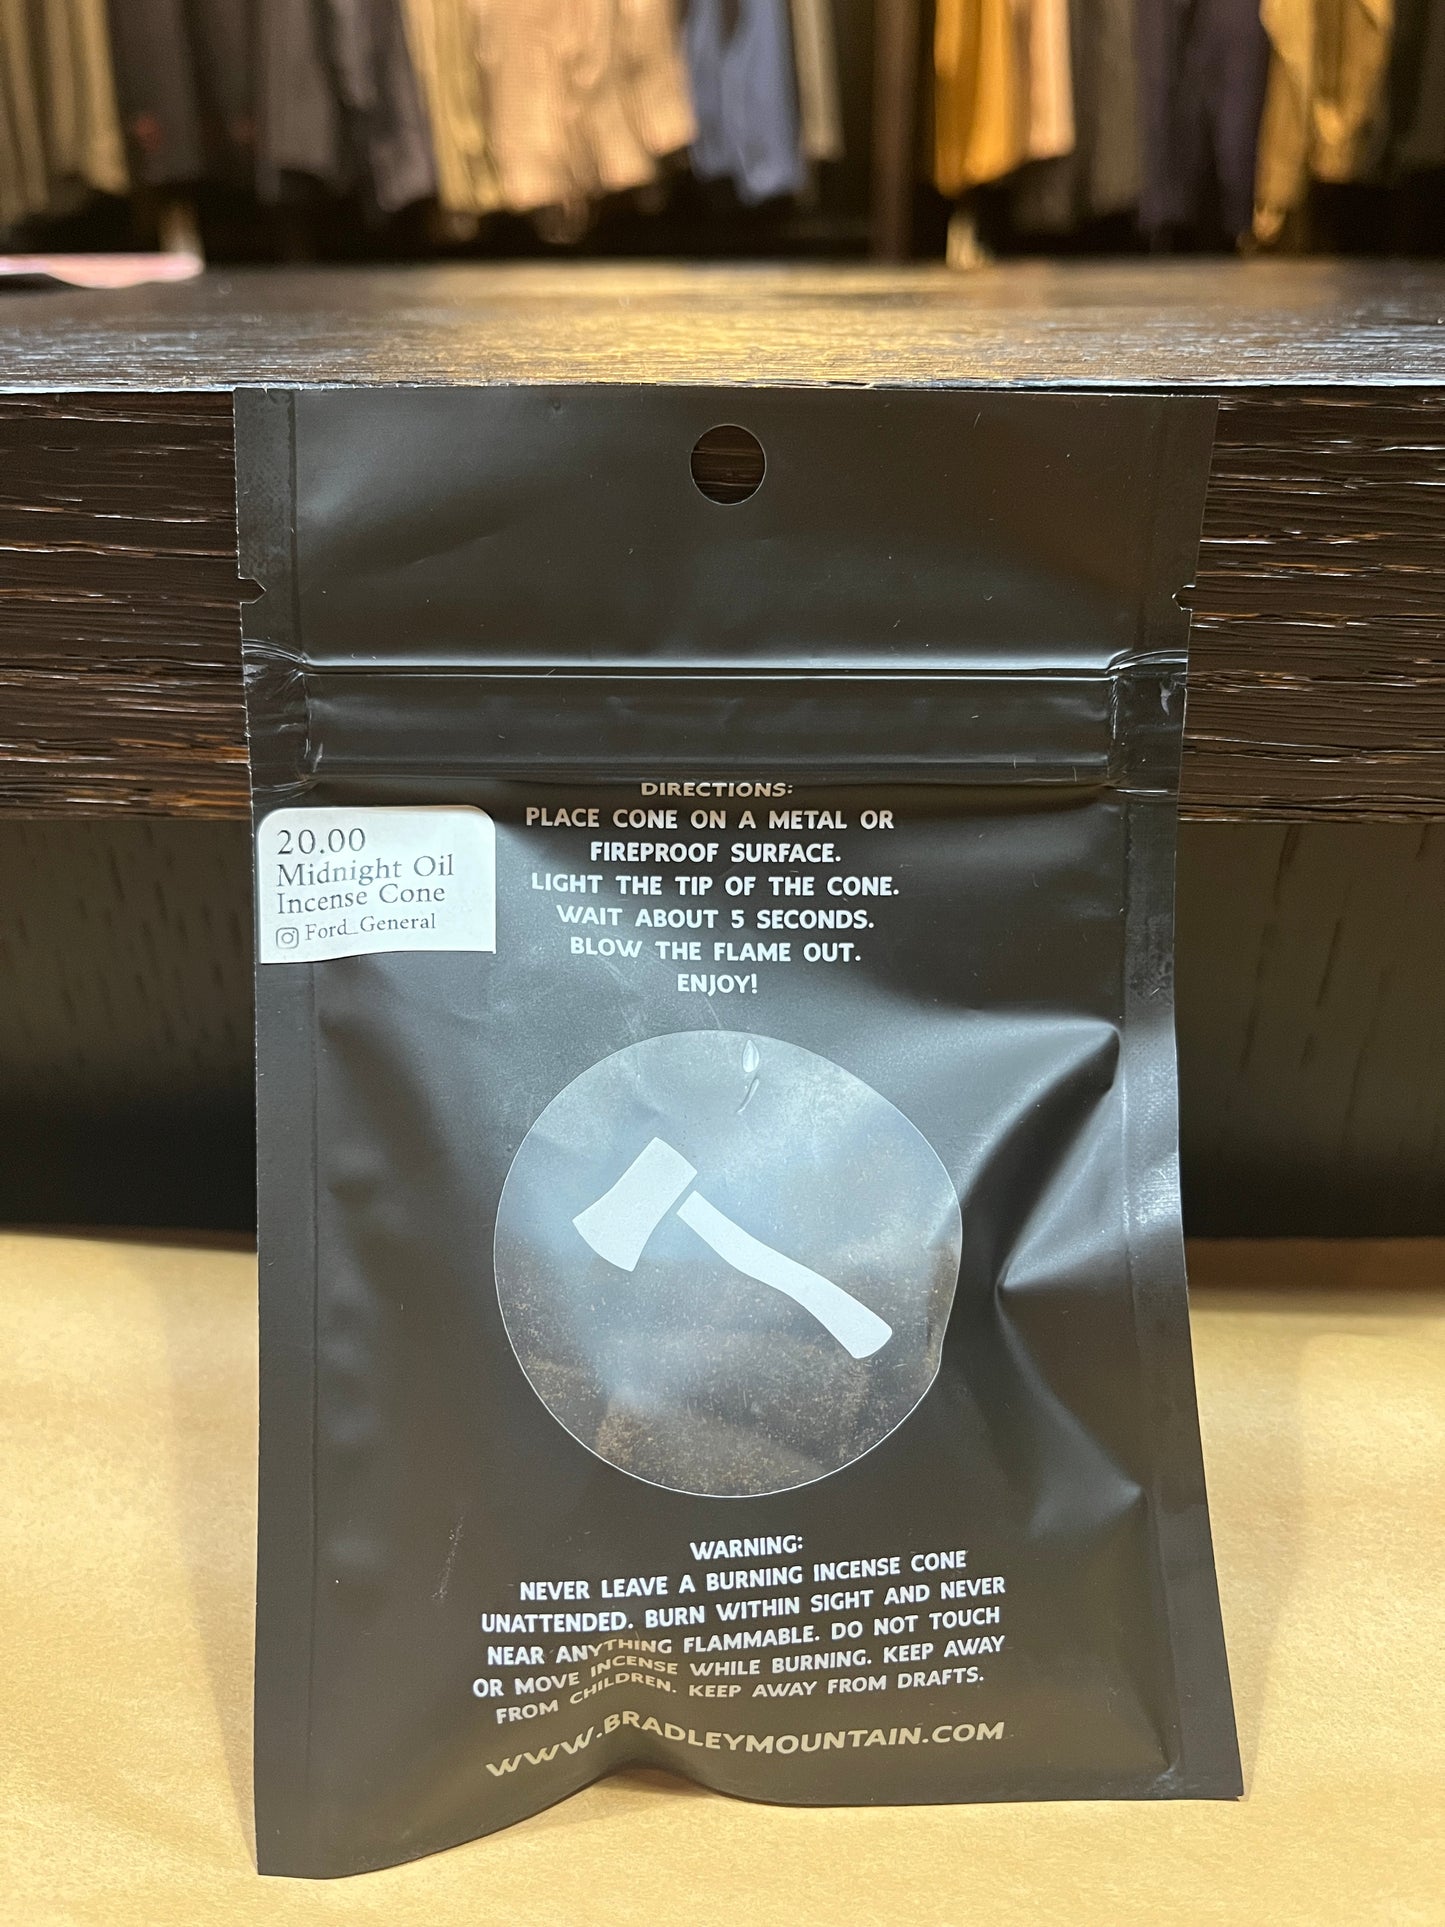 DIRECTIONS:
PLACE CONE ON A METAL OR
FIREPROOF SURFACE.
LIGHT THE TIP OF THE CONE.
WAIT ABOUT 5 SECONDS.
BLOW THE FLAME OUT.
ENJOY!
20.00
Midnight Oil
Incense Cone
Ford_General
WARNING:
NEVER LEAVE A BURNING INCENSE CONE
UNATTENDED. BURN WITHIN SIGHT AND NEVER
NEAR ANYTHING FLAMMABLE. DO NOT TOUCH
OR MOVE INCENSE WHILE BURNING. KEEP AWAY
FROM CHILDREN. KEEP AWAY FROM DRAFTS.
WWW.BRADLEYMOUNTAIN.COM